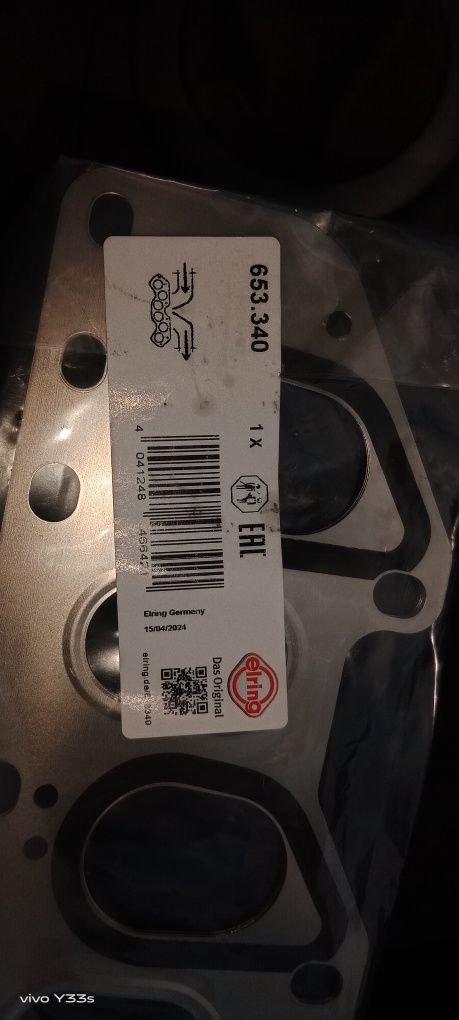 653.340
1 X
EAC
4 041248
Elring Germany
15/04/2024
Das Original
elring
vivo Y33s